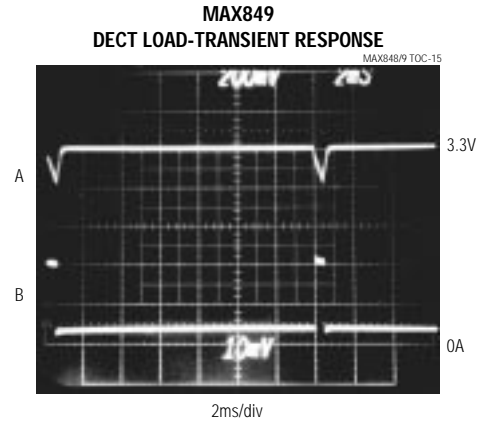 MAX849
DECT LOAD-TRANSIENT RESPONSE
MAX848/9 TOC-15
200mV 2mS
3.3V
A
B
10mV
0A
2ms/div